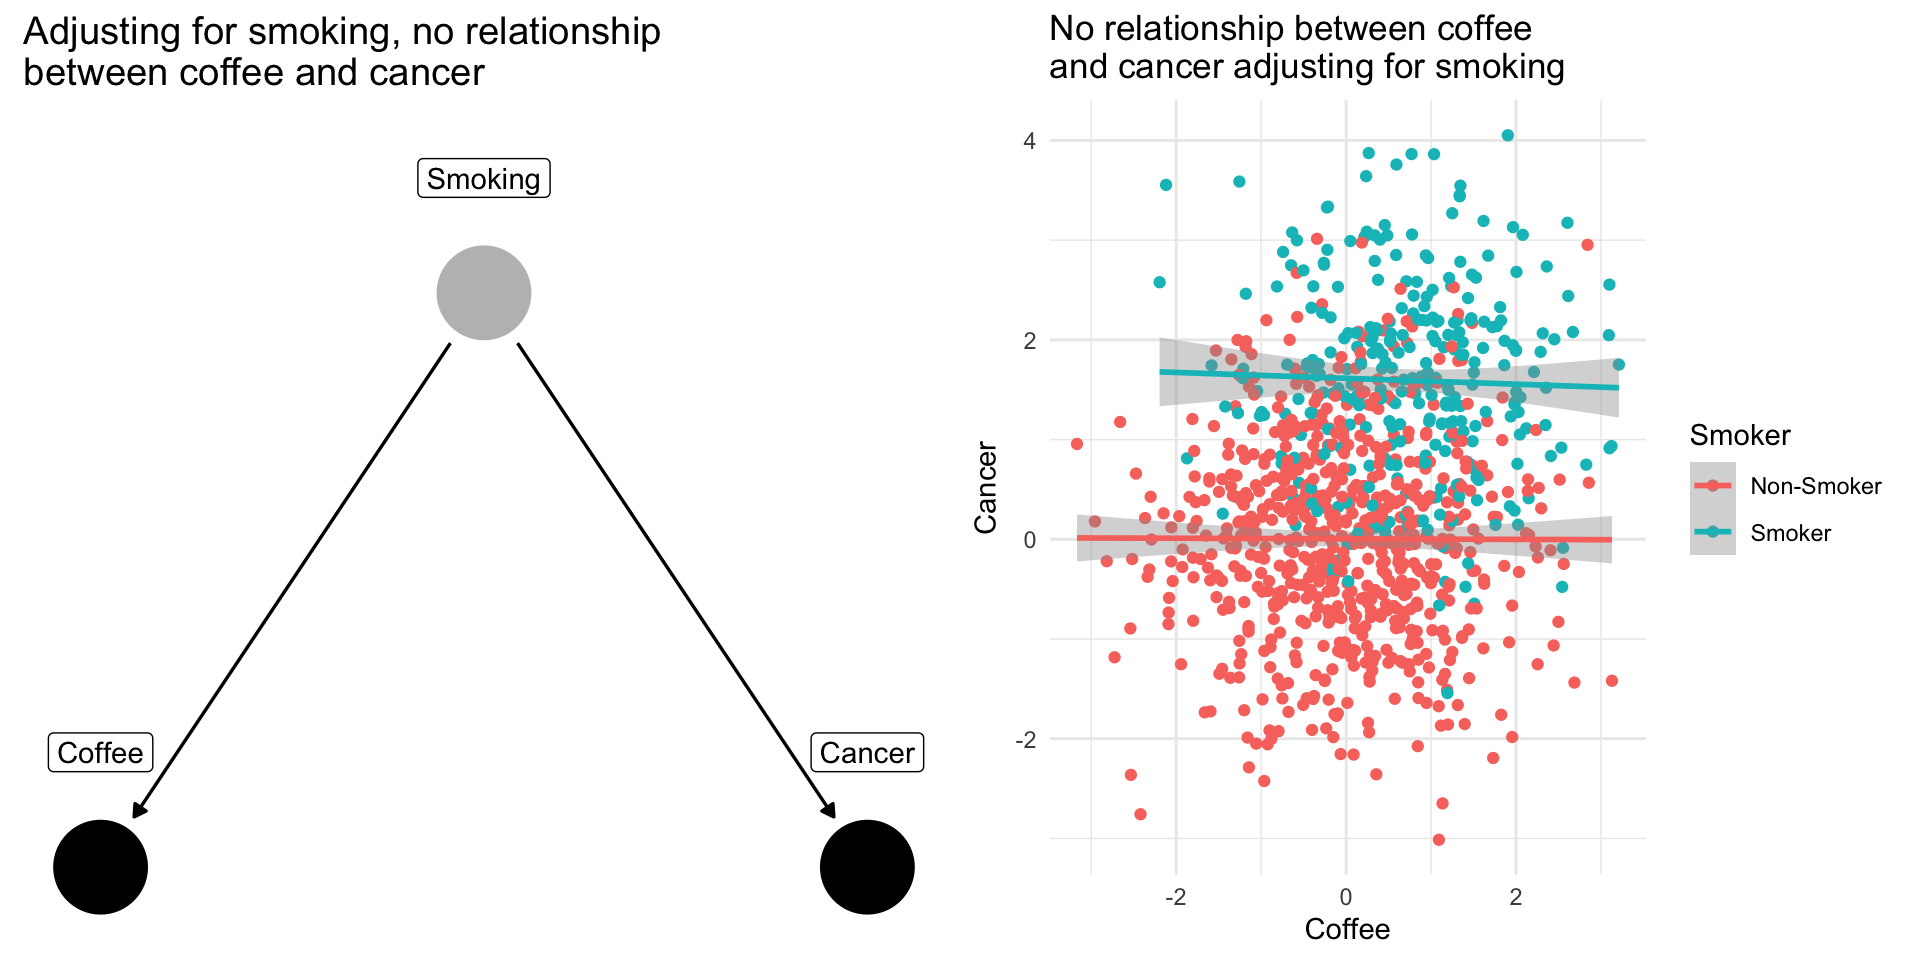 Adjusting for smoking, no relationship
between coffee and cancer
Smoking
Coffee
Cancer
No relationship between coffee
and cancer adjusting for smoking
4
2
0
-2
Cancer
-2
0
2
Coffee
Smoker
Non-Smoker
Smoker